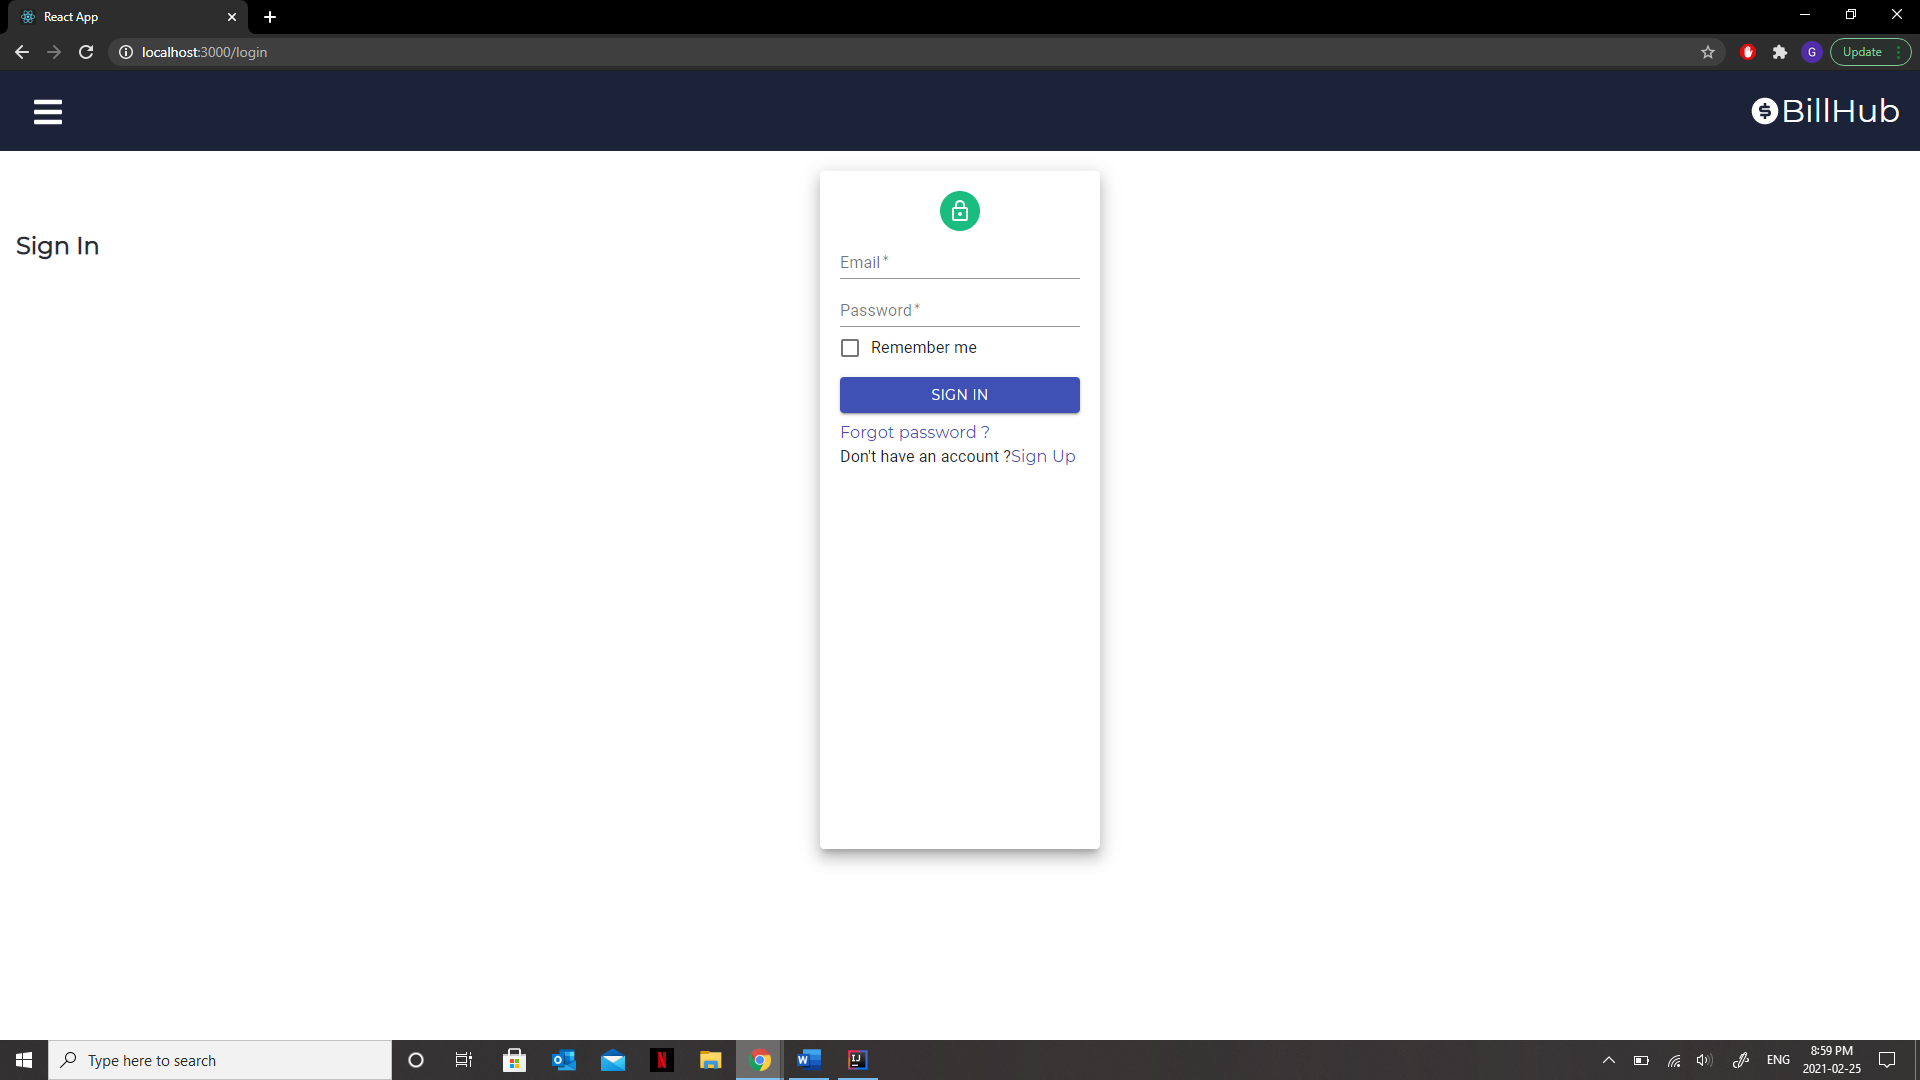 React App
localhost:3000/login
G
Update
BillHub
Sign In
Email *
Password *
Remember me
SIGN IN
Forgot password ?
Don't have an account ?Sign Up
Type here to search
ENG
8:59 PM
2021-02-25